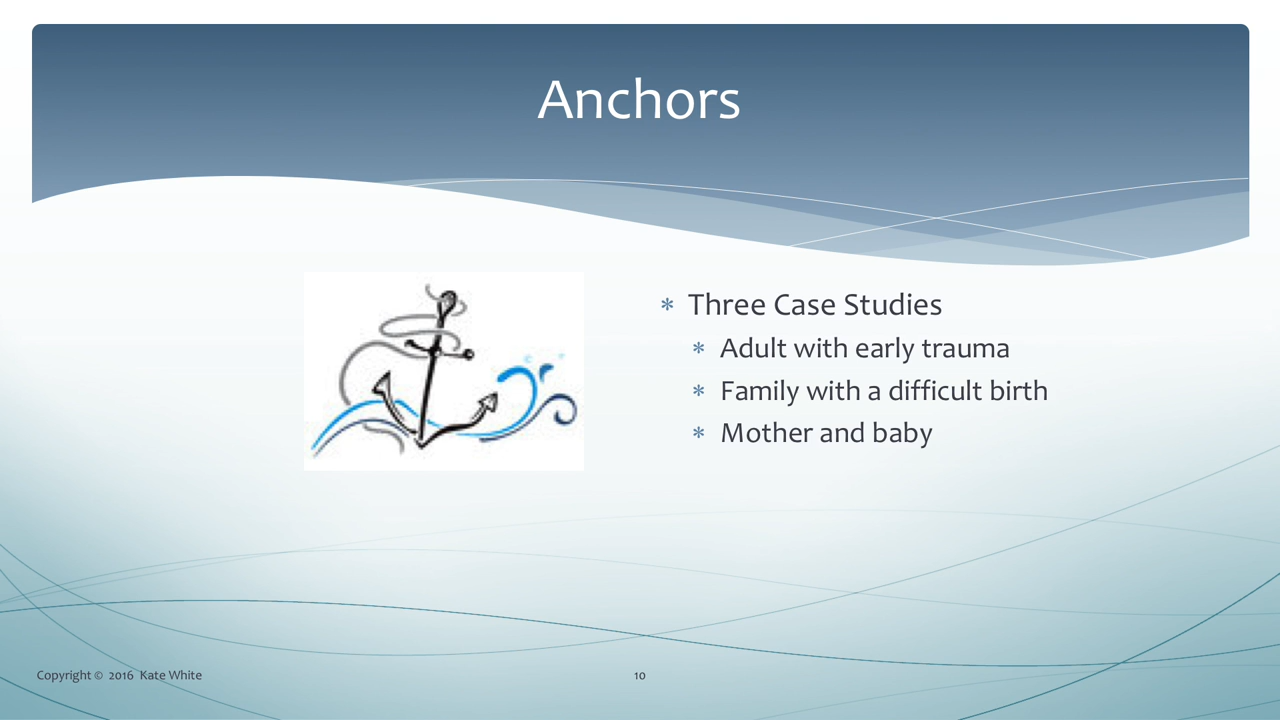 Anchors
* Three Case Studies
* Adult with early trauma
* Family with a difficult birth
* Mother and baby
Copyright © 2016 Kate White
10